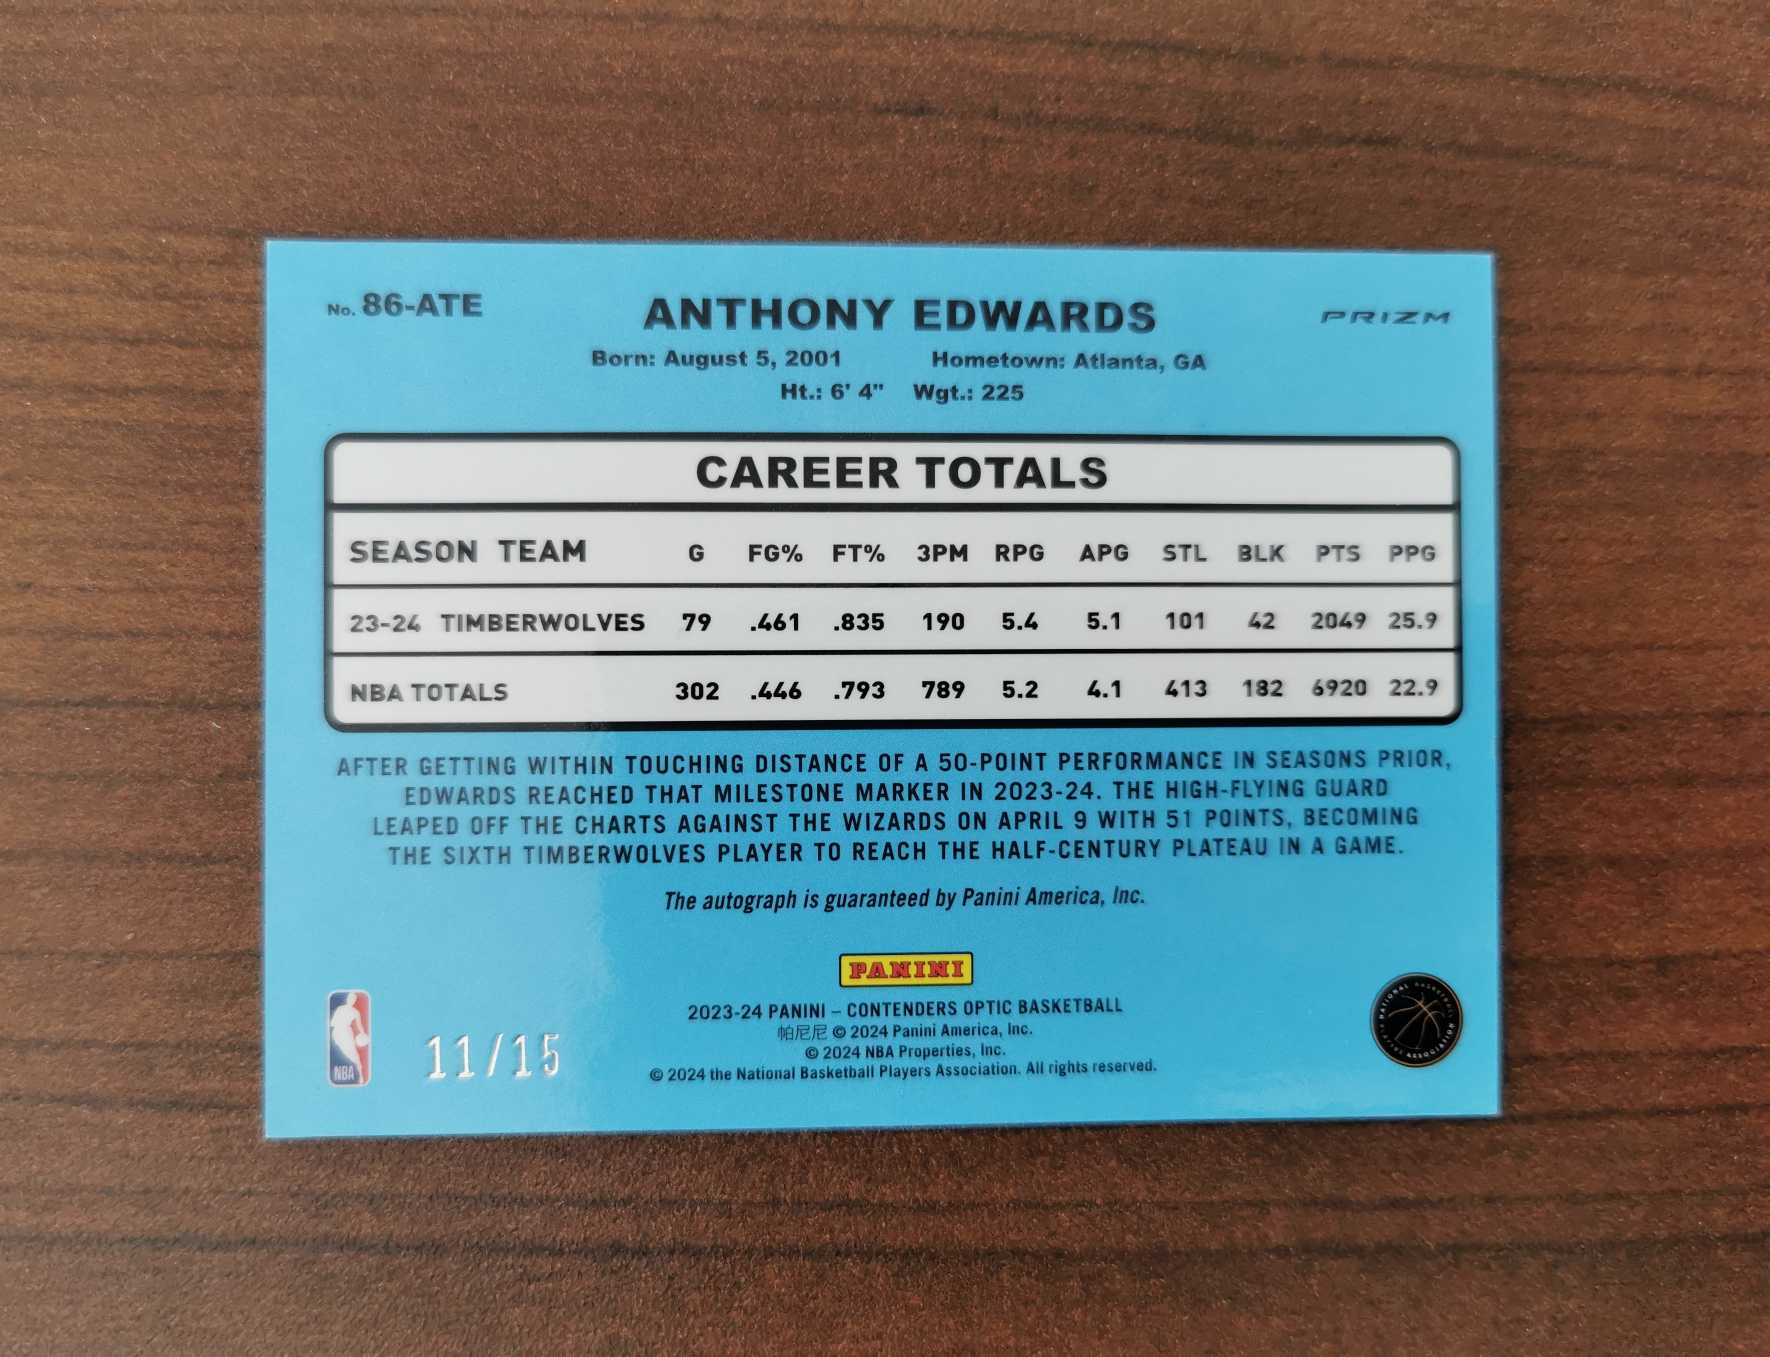 No. 86-ATE
ANTHONY EDWARDS
PRIZM
Born: August 5, 2001 Hometown: Atlanta, GA
Ht.: 6' 4" Wgt.: 225
CAREER TOTALS
SEASON TEAM G FG% FT% 3PM RPG APG STL BLK PTS PPG
23-24 TIMBERWOLVES 79 .461 .835 190 5.4 5.1 101 42 2049 25.9
NBA TOTALS 302 .446 .793 789 5.2 4.1 413 182 6920 22.9
AFTER GETTING WITHIN TOUCHING DISTANCE OF A 50-POINT PERFORMANCE IN SEASONS PRIOR,
EDWARDS REACHED THAT MILESTONE MARKER IN 2023-24. THE HIGH-FLYING GUARD
LEAPED OFF THE CHARTS AGAINST THE WIZARDS ON APRIL 9 WITH 51 POINTS, BECOMING
THE SIXTH TIMBERWOLVES PLAYER TO REACH THE HALF-CENTURY PLATEAU IN A GAME.
The autograph is guaranteed by Panini America, Inc.
PANINI
2023-24 PANINI – CONTENDERS OPTIC BASKETBALL
帕尼尼 © 2024 Panini America, Inc.
© 2024 NBA Properties, Inc.
© 2024 the National Basketball Players Association. All rights reserved.
NBA
11/15
NATIONAL BASKETBALL PLAYERS ASSOCIATION